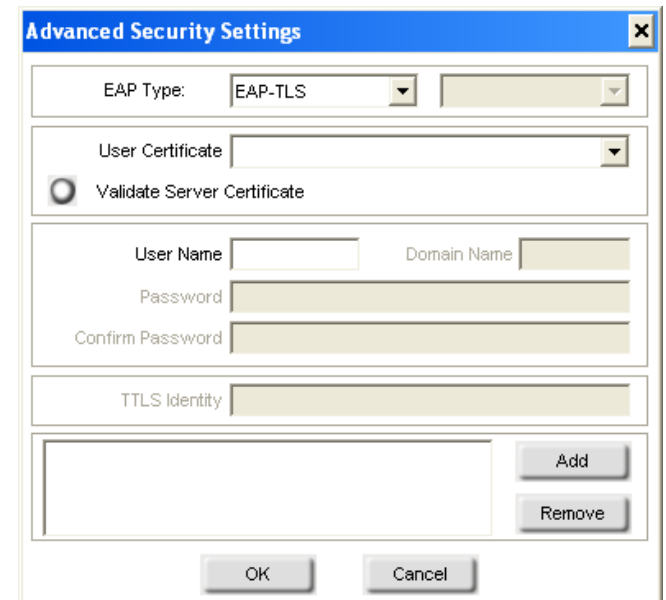 Advanced Security Settings
EAP Type: EAP-TLS
User Certificate
Validate Server Certificate
User Name Domain Name
Password
Confirm Password
TTLS Identity
Add
Remove
OK Cancel